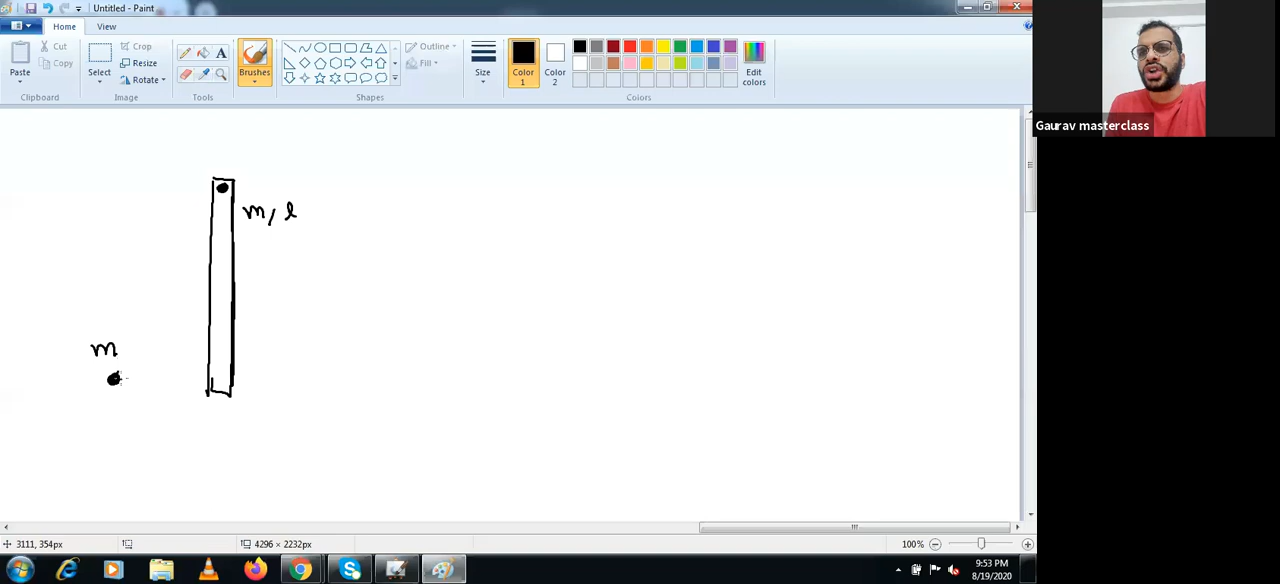 Untitled - Paint
Home View
Paste
Cut
Copy
Clipboard
Select
Crop
Resize
Rotate
Image
Tools
Brushes
Shapes
Outline
Fill
Size
Color 1
Color 2
Colors
Edit colors
Gaurav masterclass
m, l
m
3111, 354px
4296 × 2232px
100%
9:53 PM
8/19/2020